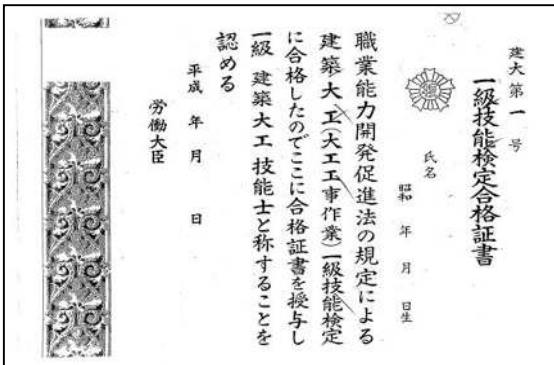 建大第一号
一級技能検定合格証書
氏名
昭和 年 月 日生
職業能力開発促進法の規定による
建築大工(大工工事作業)一級技能検定
に合格したのでここに合格証書を授与し
一級 建築大工 技能士と称することを
認める
平成 年 月 日
労働大臣